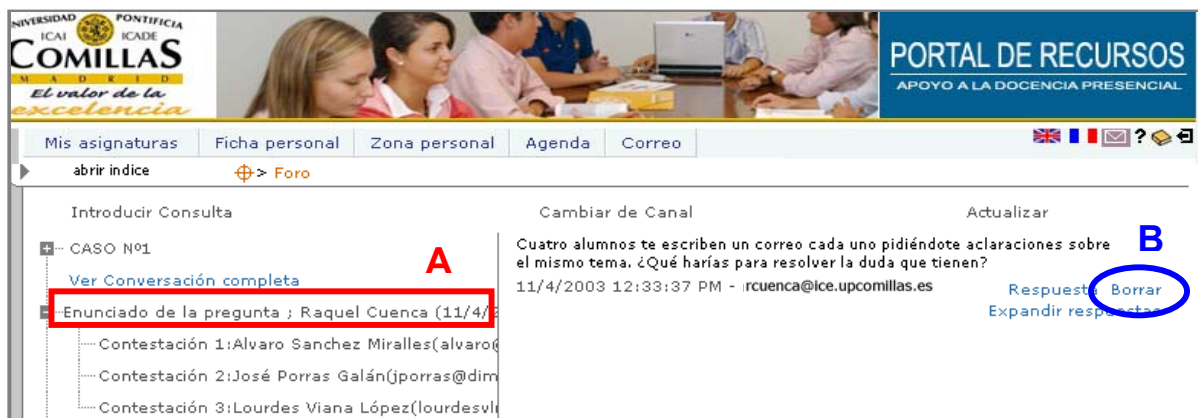 UNIVERSIDAD PONTIFICIA
ICAI ICADE
COMILLAS
M A D R I D
El valor de la
excelencia
PORTAL DE RECURSOS
APOYO A LA DOCENCIA PRESENCIAL
Mis asignaturas Ficha personal Zona personal Agenda Correo ?
abrir indice > Foro
Introducir Consulta Cambiar de Canal Actualizar
CASO Nº1
Ver Conversación completa
A
Enunciado de la pregunta ; Raquel Cuenca (11/4/2
Contestación 1:Alvaro Sanchez Miralles(alvaro@
Contestación 2:José Porras Galán(jporras@dim
Contestación 3:Lourdes Viana López(lourdesvl
Cuatro alumnos te escriben un correo cada uno pidiéndote aclaraciones sobre
el mismo tema. ¿Qué harías para resolver la duda que tienen?
B
11/4/2003 12:33:37 PM - rcuenca@ice.upcomillas.es
Respuesta Borrar
Expandir respuestas